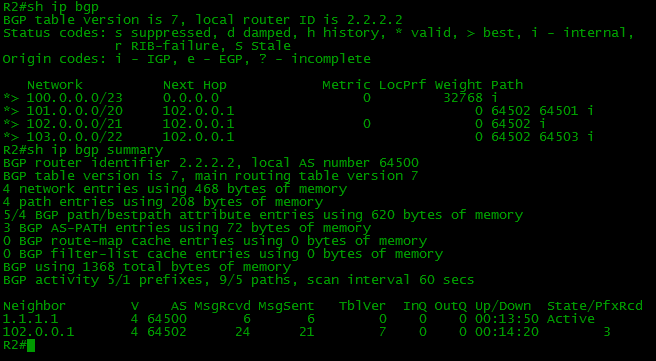 R2#sh ip bgp
BGP table version is 7, local router ID is 2.2.2.2
Status codes: s suppressed, d damped, h history, * valid, > best, i - internal,
              r RIB-failure, S Stale
Origin codes: i - IGP, e - EGP, ? - incomplete

   Network          Next Hop            Metric LocPrf Weight Path
*> 100.0.0.0/23     0.0.0.0                  0         32768 i
*> 101.0.0.0/20     102.0.0.1                              0 64502 64501 i
*> 102.0.0.0/21     102.0.0.1                0             0 64502 i
*> 103.0.0.0/22     102.0.0.1                              0 64502 64503 i
R2#sh ip bgp summary
BGP router identifier 2.2.2.2, local AS number 64500
BGP table version is 7, main routing table version 7
4 network entries using 468 bytes of memory
4 path entries using 208 bytes of memory
5/4 BGP path/bestpath attribute entries using 620 bytes of memory
3 BGP AS-PATH entries using 72 bytes of memory
0 BGP route-map cache entries using 0 bytes of memory
0 BGP filter-list cache entries using 0 bytes of memory
BGP using 1368 total bytes of memory
BGP activity 5/1 prefixes, 9/5 paths, scan interval 60 secs

Neighbor        V    AS MsgRcvd MsgSent   TblVer  InQ OutQ Up/Down  State/PfxRcd
1.1.1.1         4 64500       6       6        0    0    0 00:13:50 Active
102.0.0.1       4 64502      24      21        7    0    0 00:14:20        3
R2#